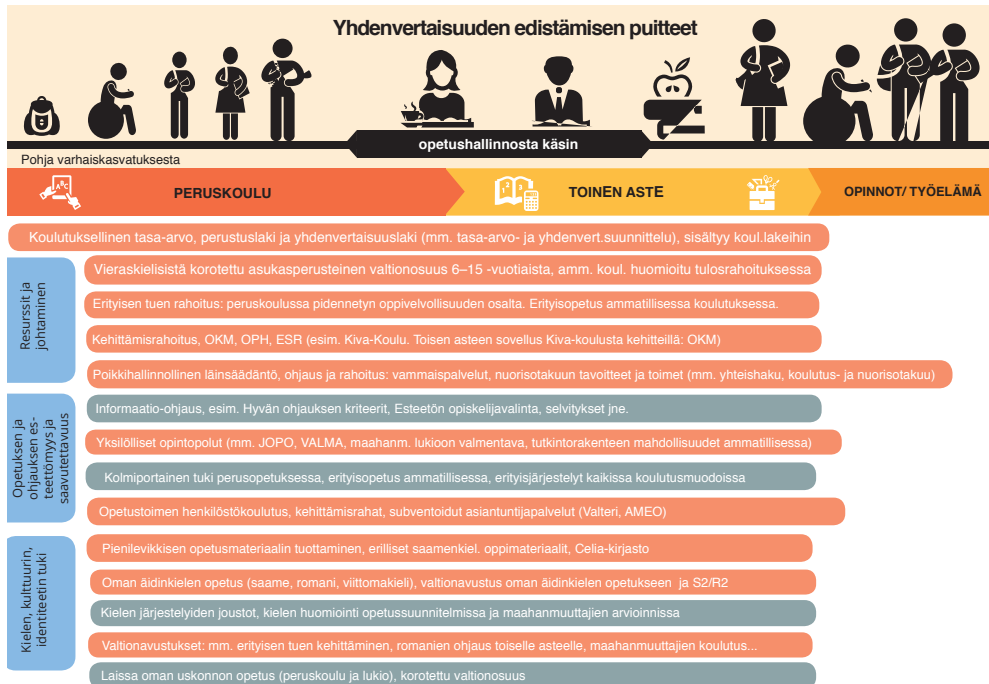 Yhdenvertaisuuden edistämisen puitteet
opetushallinnosta käsin
Pohja varhaiskasvatuksesta
ABC
PERUSKOULU
1 2 3
TOINEN ASTE
OPINNOT/ TYÖELÄMÄ
Koulutuksellinen tasa-arvo, perustuslaki ja yhdenvertaisuuslaki (mm. tasa-arvo- ja yhdenvert.suunnittelu), sisältyy koul.lakeihin
Resurssit ja
johtaminen
Vieraskielisistä korotettu asukasperusteinen valtionosuus 6–15 -vuotiaista, amm. koul. huomioitu tulosrahoituksessa
Erityisen tuen rahoitus: peruskoulussa pidennetyn oppivelvollisuuden osalta. Erityisopetus ammatillisessa koulutuksessa.
Kehittämisrahoitus, OKM, OPH, ESR (esim. Kiva-Koulu. Toisen asteen sovellus Kiva-koulusta kehitteillä: OKM)
Poikkihallinnollinen läinsäädäntö, ohjaus ja rahoitus: vammaispalvelut, nuorisotakuun tavoitteet ja toimet (mm. yhteishaku, koulutus- ja nuorisotakuu)
Opetuksen ja
ohjauksen es-
teettömyys ja
saavutettavuus
Informaatio-ohjaus, esim. Hyvän ohjauksen kriteerit, Esteetön opiskelijavalinta, selvitykset jne.
Yksilölliset opintopolut (mm. JOPO, VALMA, maahanm. lukioon valmentava, tutkintorakenteen mahdollisuudet ammatillisessa)
Kolmiportainen tuki perusopetuksessa, erityisopetus ammatillisessa, erityisjärjestelyt kaikissa koulutusmuodoissa
Opetustoimen henkilöstökoulutus, kehittämisrahat, subventoidut asiantuntijapalvelut (Valteri, AMEO)
Kielen, kulttuurin,
identiteetin tuki
Pienilevikkisen opetusmateriaalin tuottaminen, erilliset saamenkiel. oppimateriaalit, Celia-kirjasto
Oman äidinkielen opetus (saame, romani, viittomakieli), valtionavustus oman äidinkielen opetukseen ja S2/R2
Kielen järjestelyiden joustot, kielen huomiointi opetussuunnitelmissa ja maahanmuuttajien arvioinnissa
Valtionavustukset: mm. erityisen tuen kehittäminen, romanien ohjaus toiselle asteelle, maahanmuuttajien koulutus...
Laissa oman uskonnon opetus (peruskoulu ja lukio), korotettu valtionosuus